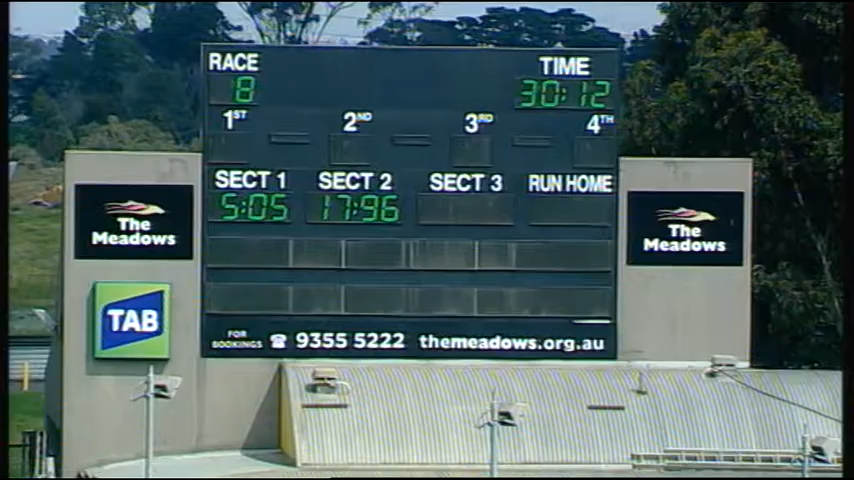 RACE TIME
8 30:12
1ST 2ND 3RD 4TH
SECT 1 SECT 2 SECT 3 RUN HOME
5:05 17:96
The Meadows
The Meadows
TAB
FOR BOOKINGS ☎ 9355 5222 themeadows.org.au